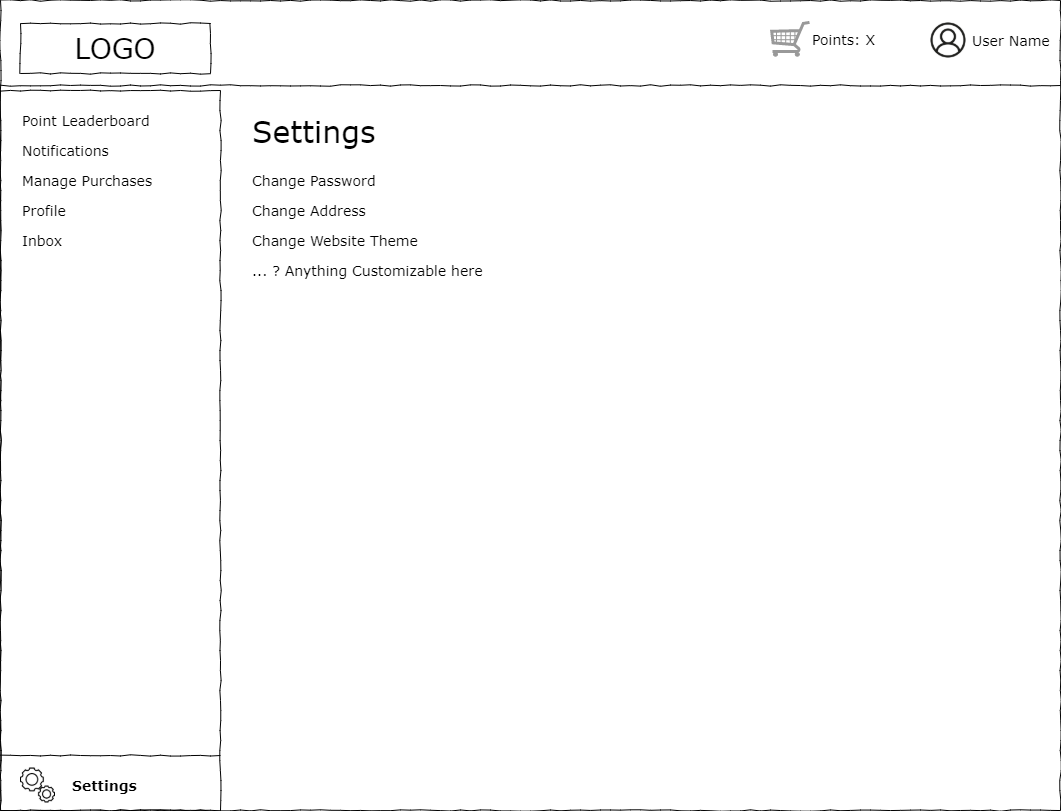 LOGO
Points: X
User Name
Point Leaderboard
Notifications
Manage Purchases
Profile
Inbox
Settings
Settings
Change Password
Change Address
Change Website Theme
... ? Anything Customizable here